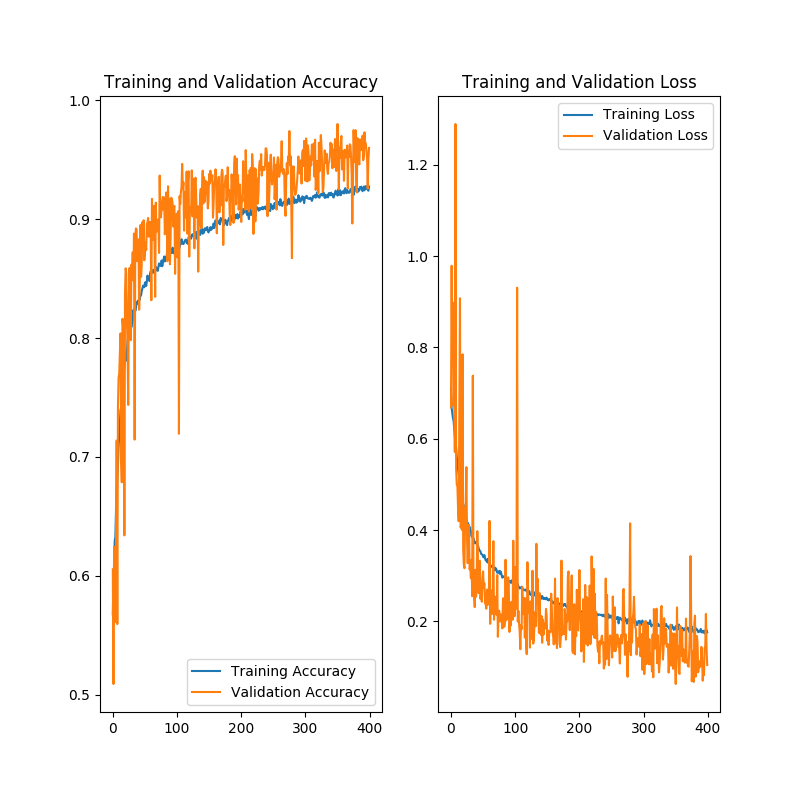 Training and Validation Accuracy
1.0
0.9
0.8
0.7
0.6
0.5
0 100 200 300 400
Training Accuracy
Validation Accuracy
Training and Validation Loss
1.2
1.0
0.8
0.6
0.4
0.2
0 100 200 300 400
Training Loss
Validation Loss